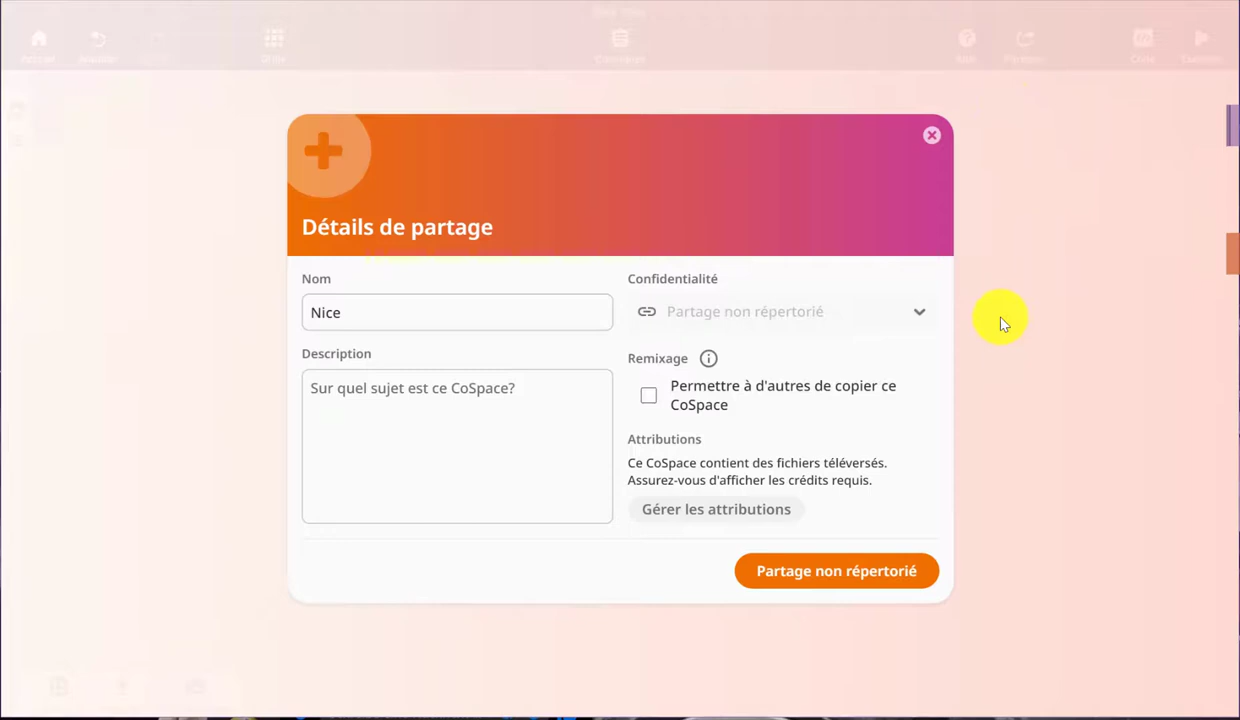 Détails de partage
Nom
Confidentialité
Nice
Partage non répertorié
Description
Remixage
Sur quel sujet est ce CoSpace?
Permettre à d'autres de copier ce
CoSpace
Attributions
Ce CoSpace contient des fichiers téléversés.
Assurez-vous d'afficher les crédits requis.
Gérer les attributions
Partage non répertorié